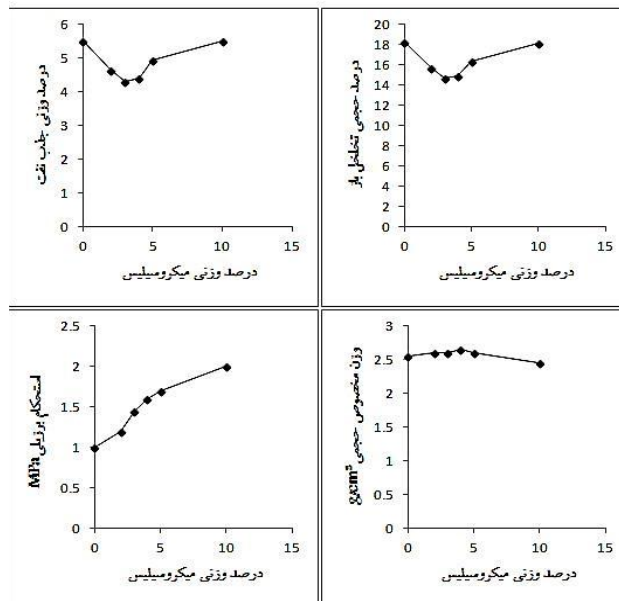 درصد وزنی جذب نفت
6
5
4
3
2
1
0
0 5 10 15
درصد وزنی میکروسیلیس
درصد حجمی تخلخل باز
20
18
16
14
12
10
8
6
4
2
0
0 5 10 15
درصد وزنی میکروسیلیس
استحکام برزیلی MPa
2.5
2
1.5
1
0.5
0
0 5 10 15
درصد وزنی میکروسیلیس
وزن مخصوص حجمی g/cm³
3
2.5
2
1.5
1
0.5
0
0 5 10 15
درصد وزنی میکروسیلیس